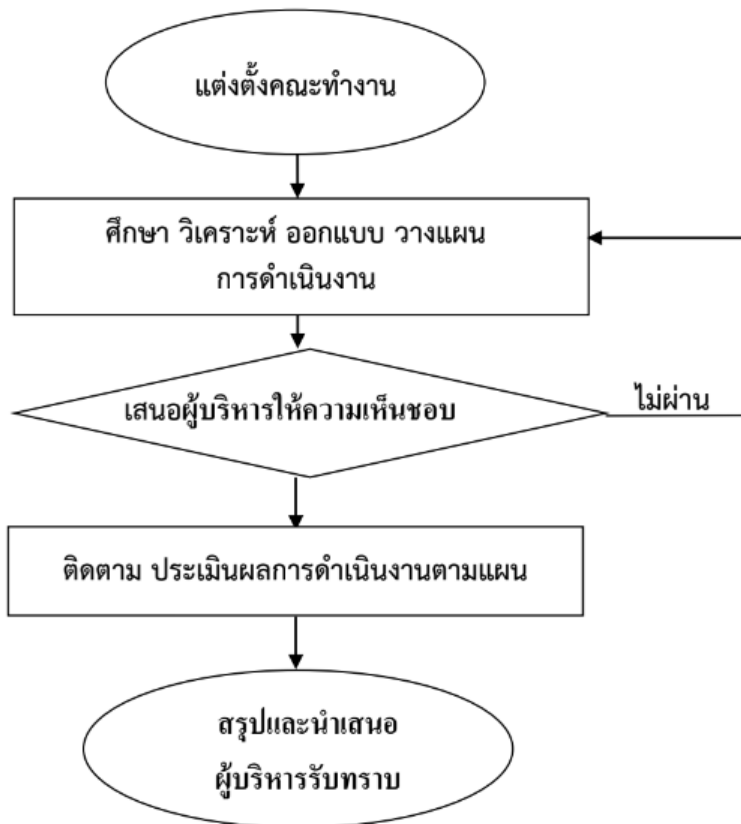 แต่งตั้งคณะทำงาน
ศึกษา วิเคราะห์ ออกแบบ วางแผน
การดำเนินงาน
เสนอผู้บริหารให้ความเห็นชอบ
ไม่ผ่าน
ติดตาม ประเมินผลการดำเนินงานตามแผน
สรุปและนำเสนอ
ผู้บริหารรับทราบ